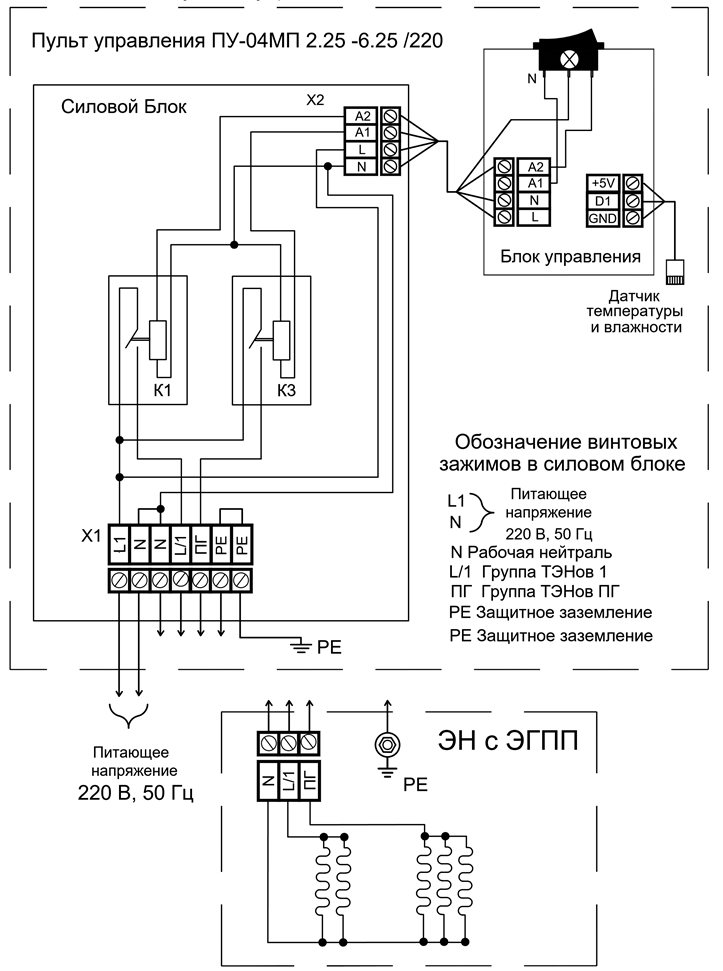 Пульт управления ПУ-04МП 2.25 -6.25 /220
Силовой Блок
X2
A2
A1
L
N
N
A2
A1
N
L
+5V
D1
GND
Блок управления
Датчик
температуры
и влажности
К1
К3
Обозначение винтовых
зажимов в силовом блоке
L1
N
Питающее
напряжение
220 В, 50 Гц
N Рабочая нейтраль
L/1 Группа ТЭНов 1
ПГ Группа ТЭНов ПГ
PE Защитное заземление
PE Защитное заземление
X1
L1
N
N
L/1
ПГ
PE
PE
PE
Питающее
напряжение
220 В, 50 Гц
ЭН с ЭГПП
N
L/1
ПГ
PE